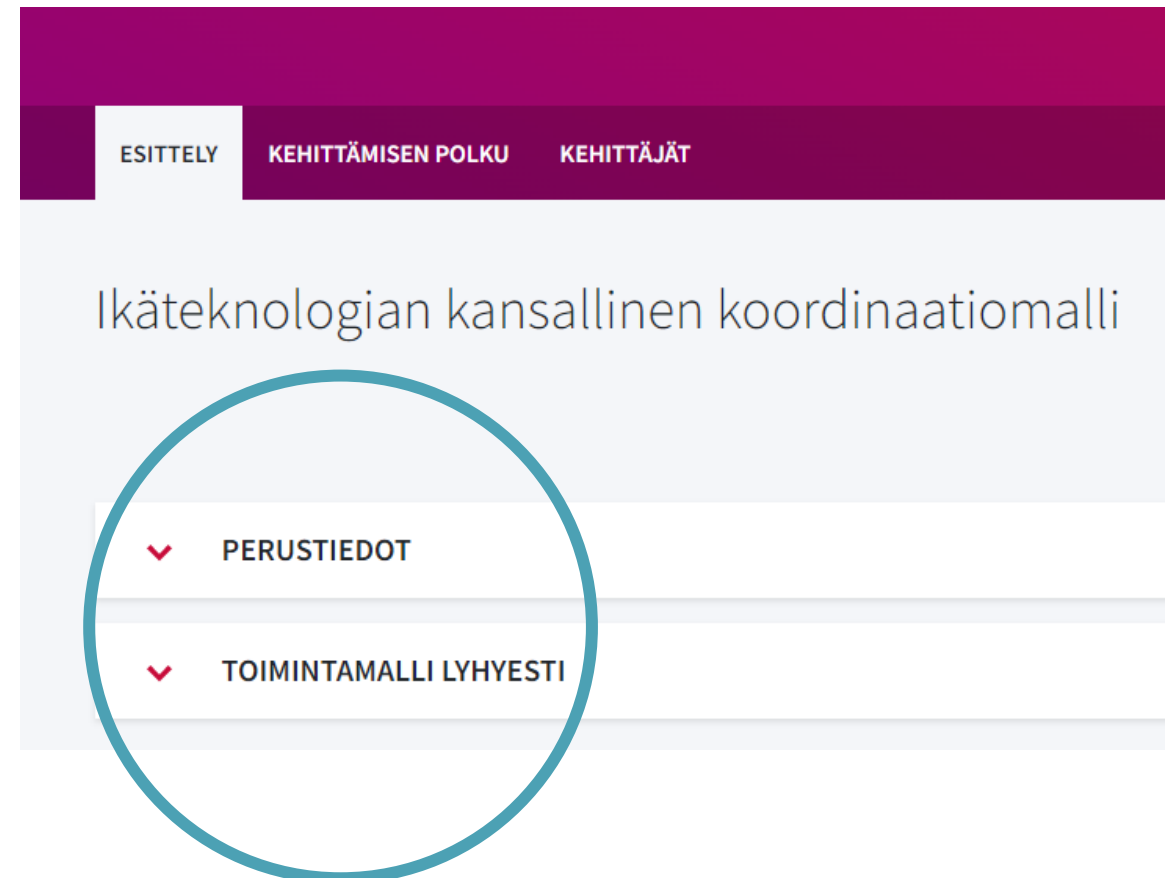 ESITTELY KEHITTÄMISEN POLKU KEHITTÄJÄT
Ikäteknologian kansallinen koordinaatiomalli
PERUSTIEDOT
TOIMINTAMALLI LYHYESTI